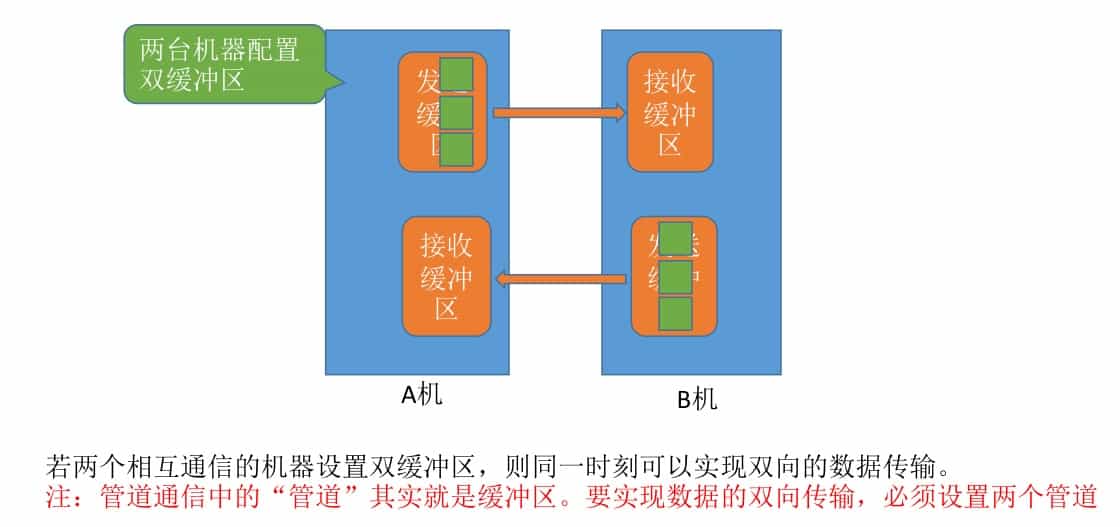 两台机器配置
双缓冲区
发
缓
区
接收
缓冲
区
接收
缓冲
区
发送
缓冲
A机
B机
若两个相互通信的机器设置双缓冲区，则同一时刻可以实现双向的数据传输。
注：管道通信中的“管道”其实就是缓冲区。要实现数据的双向传输，必须设置两个管道